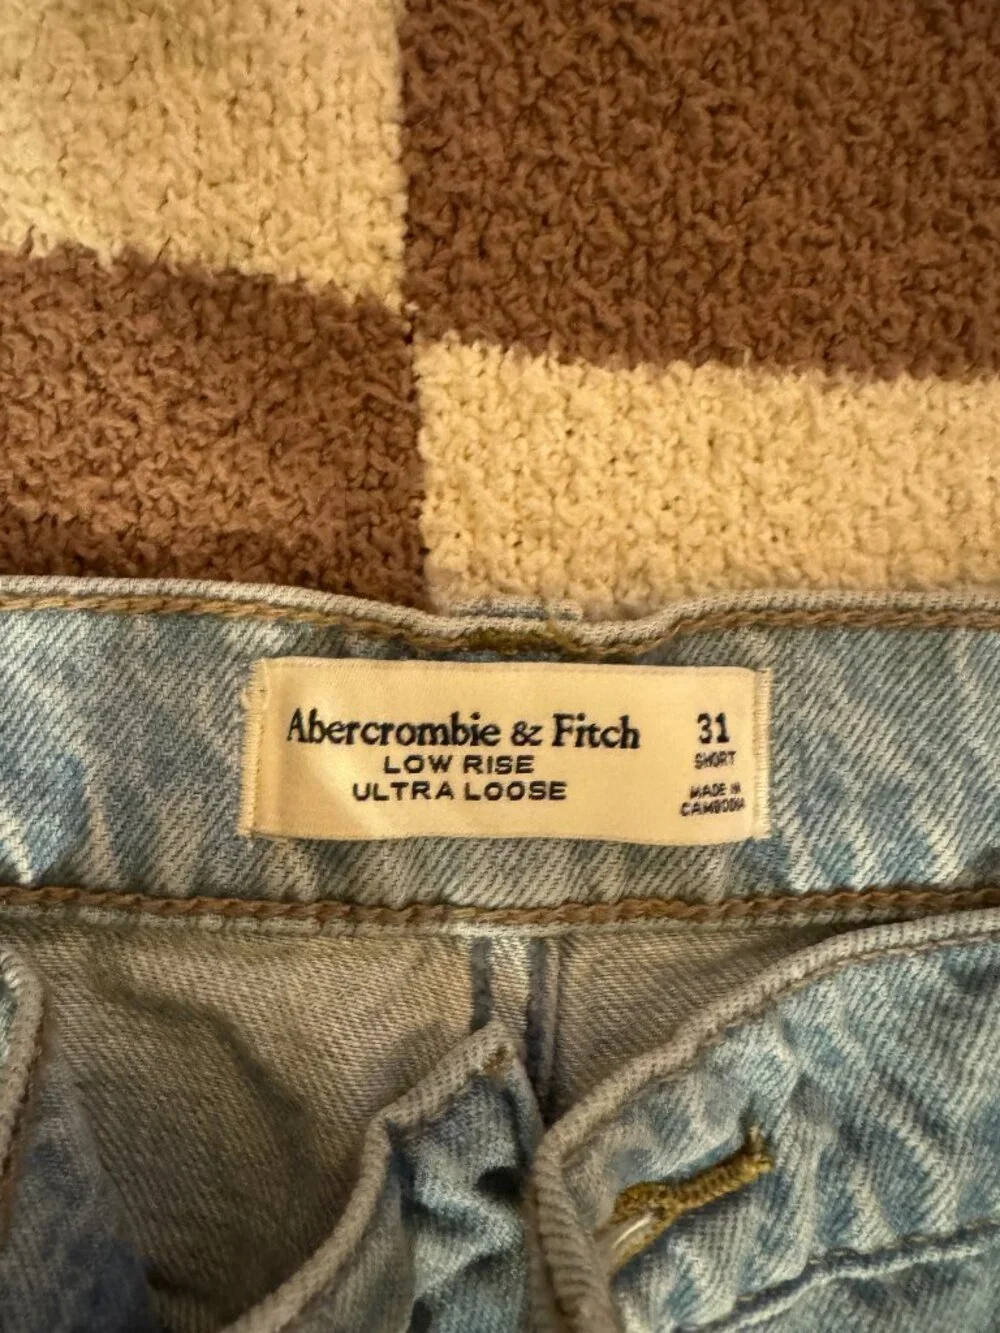 Abercrombie & Fitch
LOW RISE
ULTRA LOOSE
31
SHORT
MADE IN
CAMBODIA